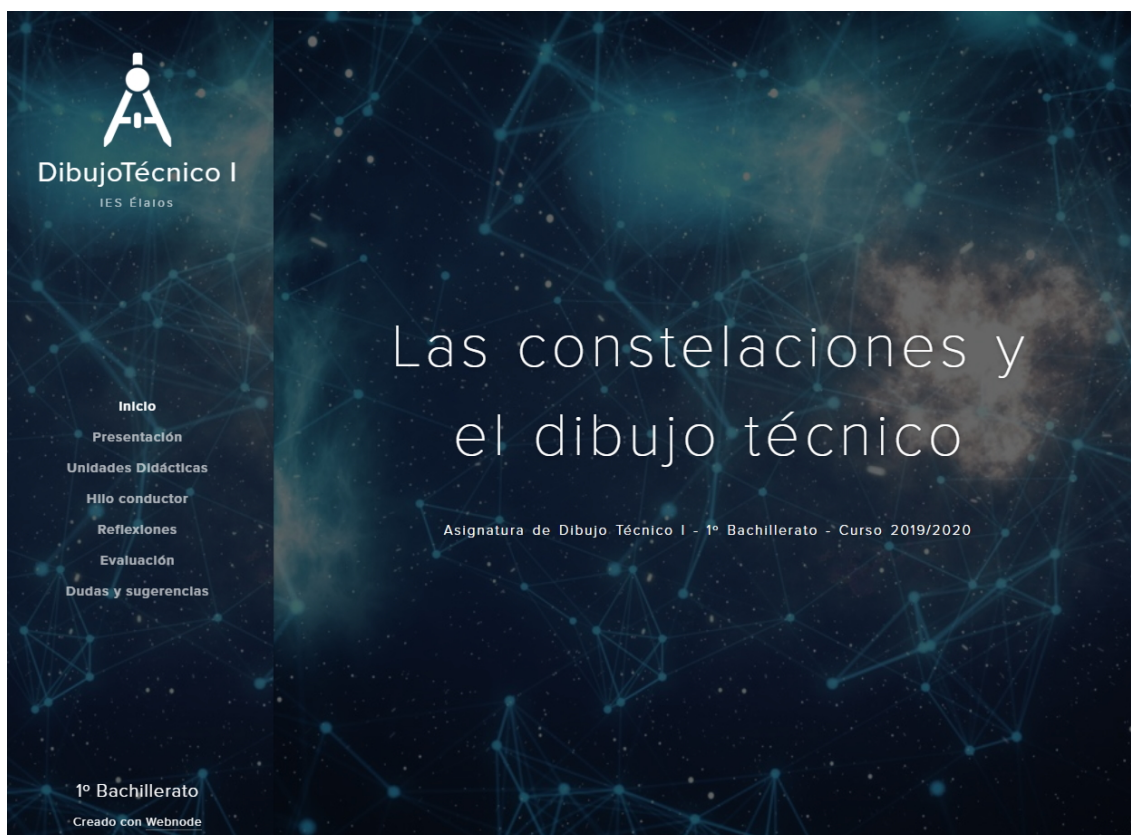 DibujoTécnico I
IES Élaios
Inicio
Presentación
Unidades Didácticas
Hilo conductor
Reflexiones
Evaluación
Dudas y sugerencias
1º Bachillerato
Creado con Webnode
Las constelaciones y
el dibujo técnico
Asignatura de Dibujo Técnico I - 1º Bachillerato - Curso 2019/2020